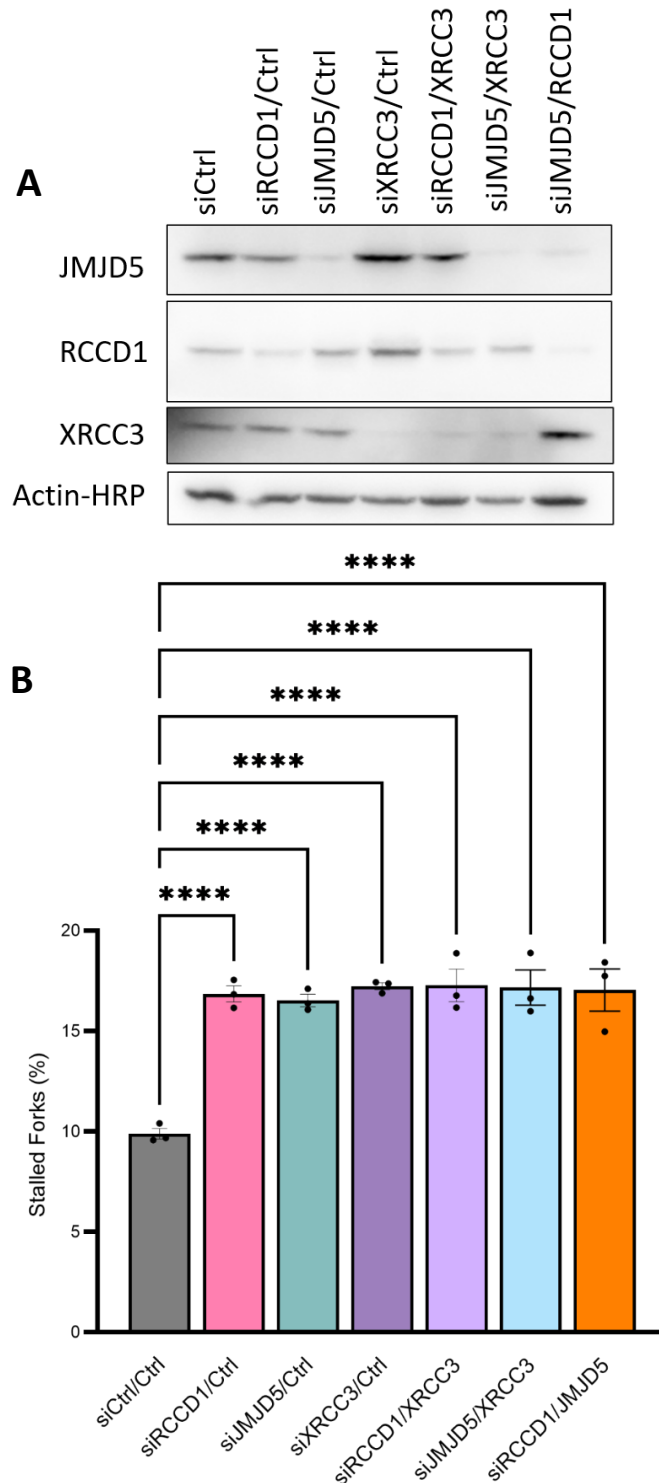 A
siCtrl
siRCCD1/Ctrl
siJMJD5/Ctrl
siXRCC3/Ctrl
siRCCD1/XRCC3
siJMJD5/XRCC3
siJMJD5/RCCD1
JMJD5
RCCD1
XRCC3
Actin-HRP
B
****
****
****
****
****
****
Stalled Forks (%)
20
15
10
5
0
siCtrl/Ctrl
siRCCD1/Ctrl
siJMJD5/Ctrl
siXRCC3/Ctrl
siRCCD1/XRCC3
siJMJD5/XRCC3
siRCCD1/JMJD5